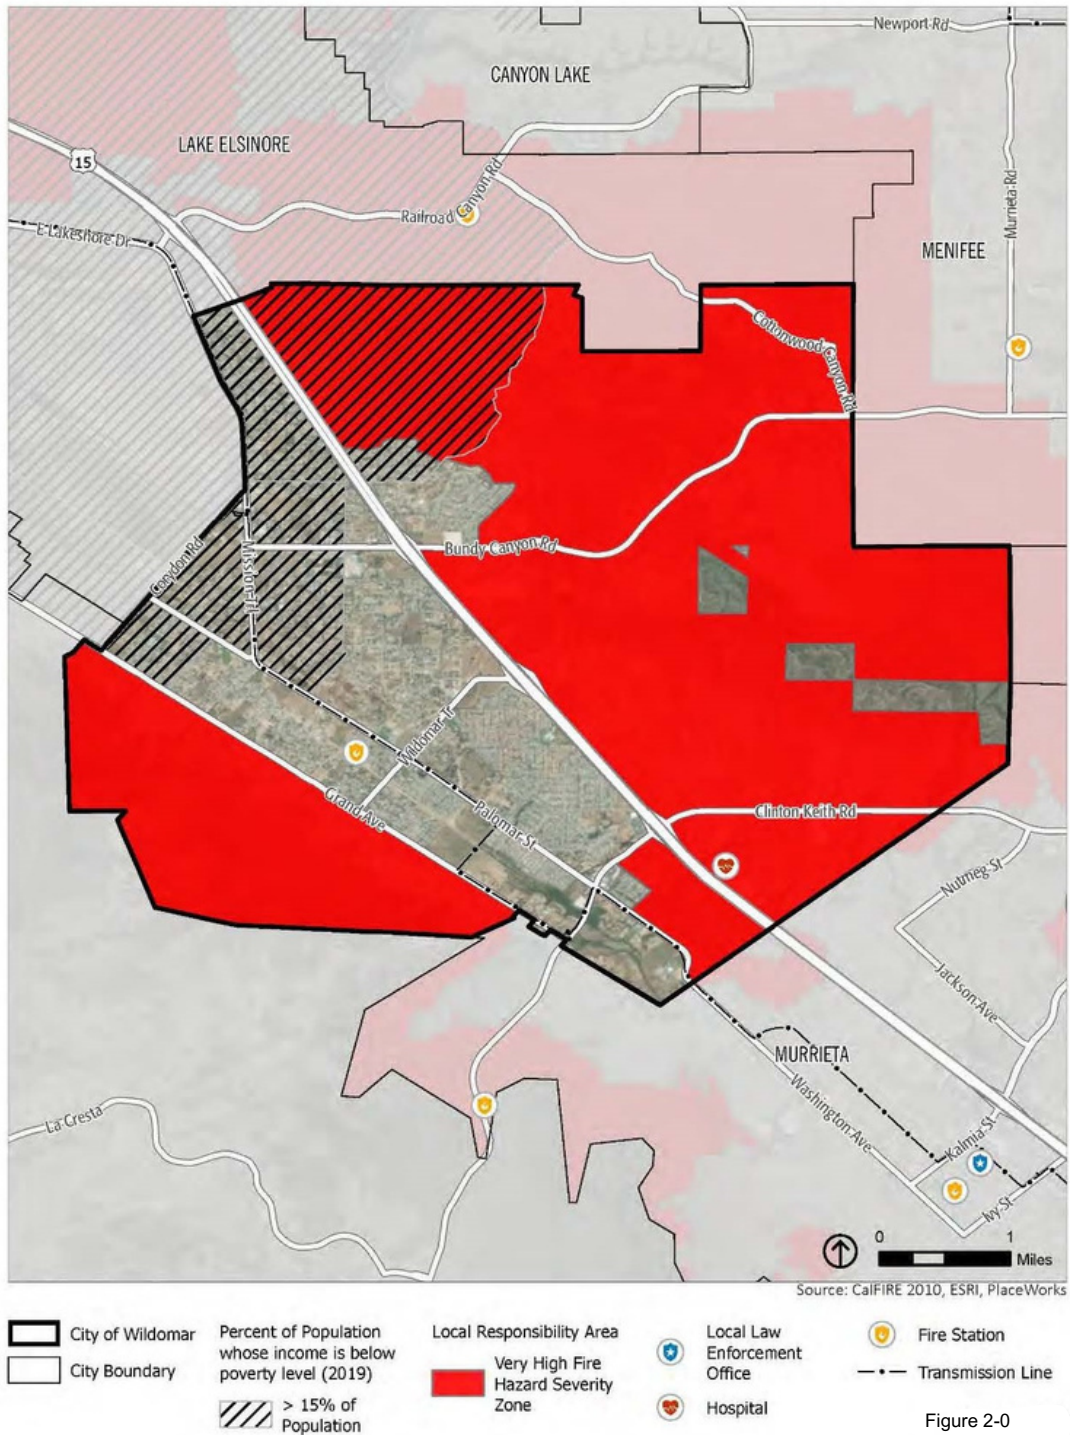 Newport Rd
CANYON LAKE
LAKE ELSINORE
15
Railroad Canyon Rd
E Lakeshore Dr
Murrieta Rd
MENIFEE
Cottonwood Canyon Rd
Bundy Canyon Rd
Corydon Rd
Mission Tl
Wildomar Tr
Grand Ave
Palomar St
Clinton Keith Rd
Nutmeg St
Jackson Ave
MURRIETA
Washington Ave
La Cresta
Kalmia St
Ivy St
0 1
Miles
Source: CalFIRE 2010, ESRI, PlaceWorks
City of Wildomar
City Boundary
Percent of Population
whose income is below
poverty level (2019)
> 15% of
Population
Local Responsibility Area
Very High Fire
Hazard Severity
Zone
Local Law
Enforcement
Office
Hospital
Fire Station
Transmission Line
Figure 2-0